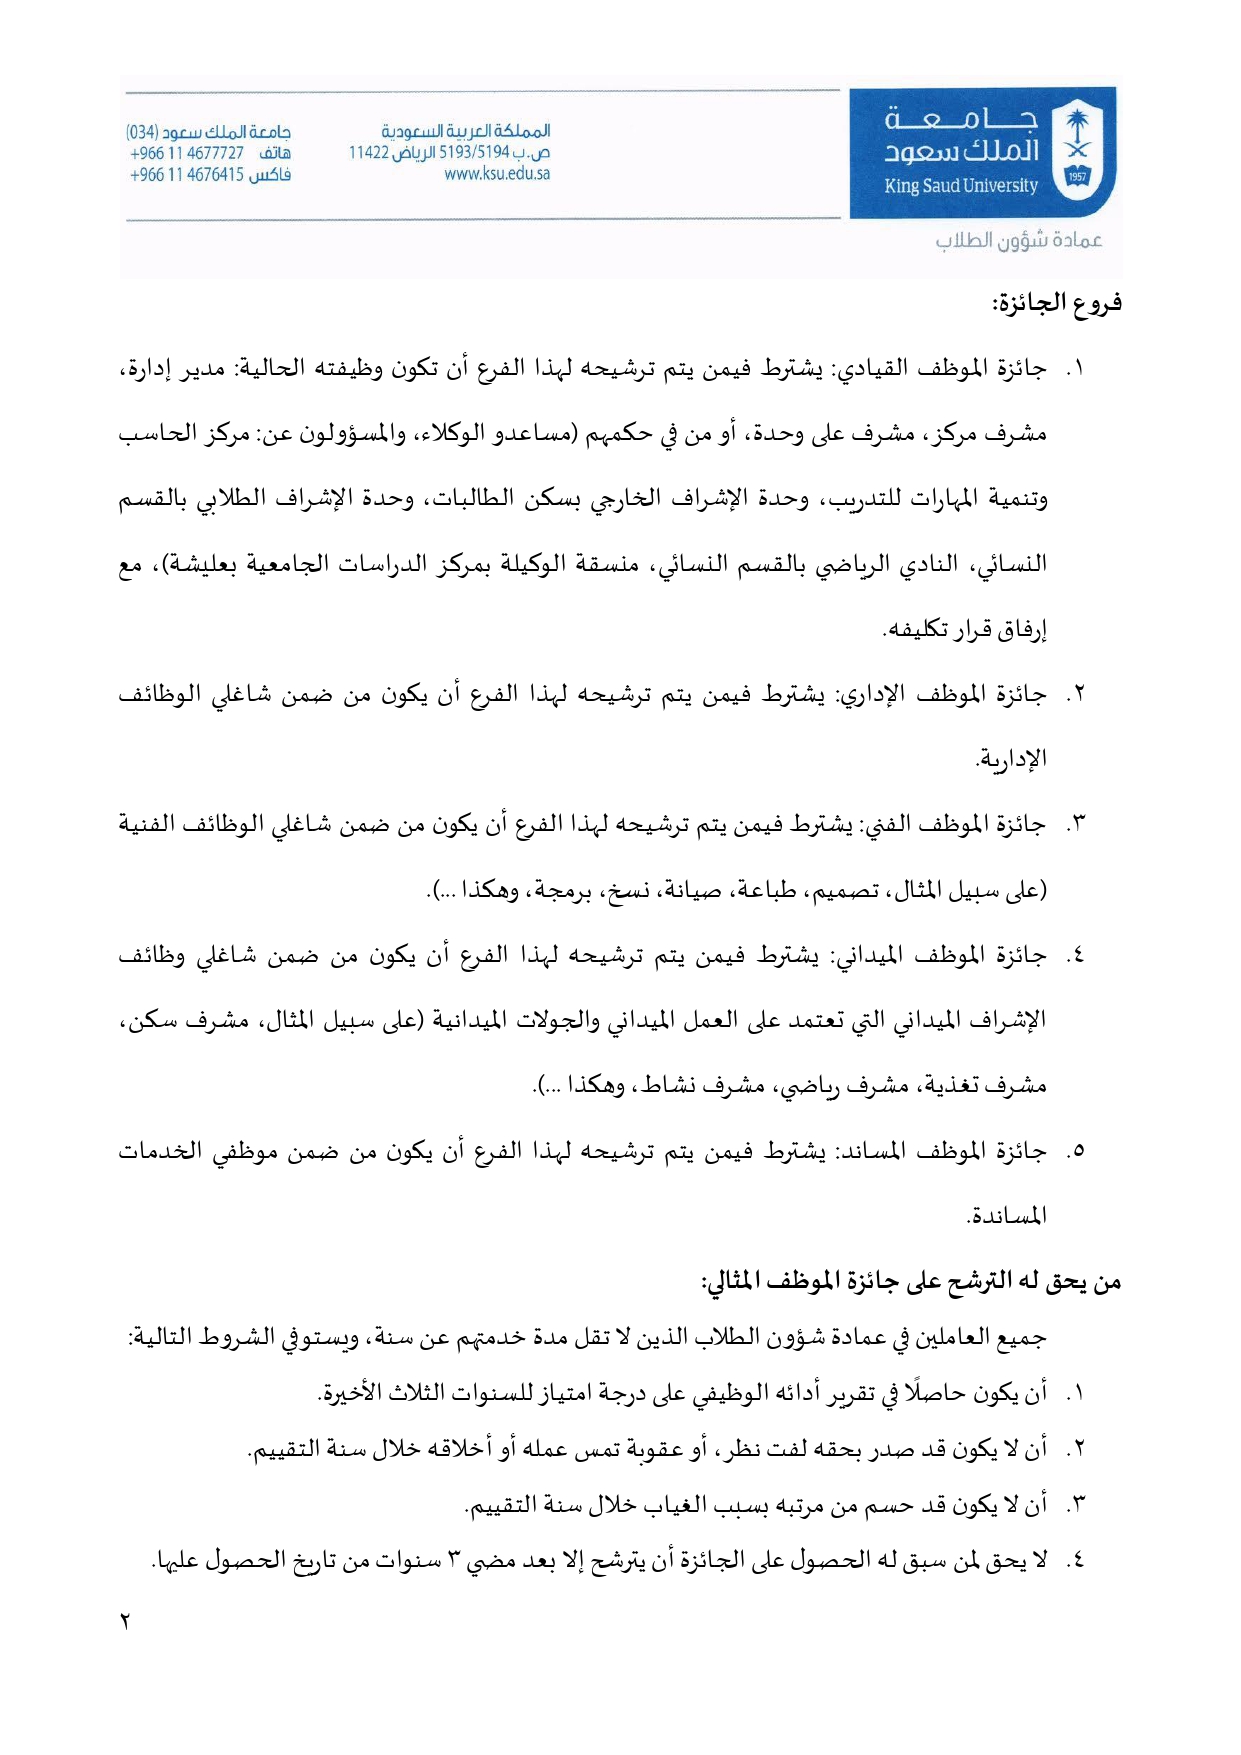 جامعة
الملك سعود
King Saud University
1957
عمادة شؤون الطلاب
المملكة العربية السعودية
ص.ب 5193/5194 الرياض 11422
www.ksu.edu.sa
جامعة الملك سعود (034)
هاتف +966 11 4677727
فاكس +966 11 4676415
فروع الجائزة:
١. جائزة الموظف القيادي: يشترط فيمن يتم ترشيحه لهذا الفرع أن تكون وظيفته الحالية: مدير إدارة،
مشرف مركز، مشرف على وحدة، أو من في حكمهم (مساعدو الوكلاء، والمسؤولون عن: مركز الحاسب
وتنمية المهارات للتدريب، وحدة الإشراف الخارجي بسكن الطالبات، وحدة الإشراف الطلابي بالقسم
النسائي، النادي الرياضي بالقسم النسائي، منسقة الوكيلة بمركز الدراسات الجامعية بعليشة)، مع
إرفاق قرار تكليفه.
٢. جائزة الموظف الإداري: يشترط فيمن يتم ترشيحه لهذا الفرع أن يكون من ضمن شاغلي الوظائف
الإدارية.
٣. جائزة الموظف الفني: يشترط فيمن يتم ترشيحه لهذا الفرع أن يكون من ضمن شاغلي الوظائف الفنية
(على سبيل المثال، تصميم، طباعة، صيانة، نسخ، برمجة، وهكذا ...).
٤. جائزة الموظف الميداني: يشترط فيمن يتم ترشيحه لهذا الفرع أن يكون من ضمن شاغلي وظائف
الإشراف الميداني التي تعتمد على العمل الميداني والجولات الميدانية (على سبيل المثال، مشرف سكن،
مشرف تغذية، مشرف رياضي، مشرف نشاط، وهكذا ...).
٥. جائزة الموظف المساند: يشترط فيمن يتم ترشيحه لهذا الفرع أن يكون من ضمن موظفي الخدمات
المساندة.
من يحق له الترشح على جائزة الموظف المثالي:
جميع العاملين في عمادة شؤون الطلاب الذين لا تقل مدة خدمتهم عن سنة، ويستوفي الشروط التالية:
١. أن يكون حاصلًا في تقرير أدائه الوظيفي على درجة امتياز للسنوات الثلاث الأخيرة.
٢. أن لا يكون قد صدر بحقه لفت نظر، أو عقوبة تمس عمله أو أخلاقه خلال سنة التقييم.
٣. أن لا يكون قد حسم من مرتبه بسبب الغياب خلال سنة التقييم.
٤. لا يحق لمن سبق له الحصول على الجائزة أن يترشح إلا بعد مضي ٣ سنوات من تاريخ الحصول عليها.
٢